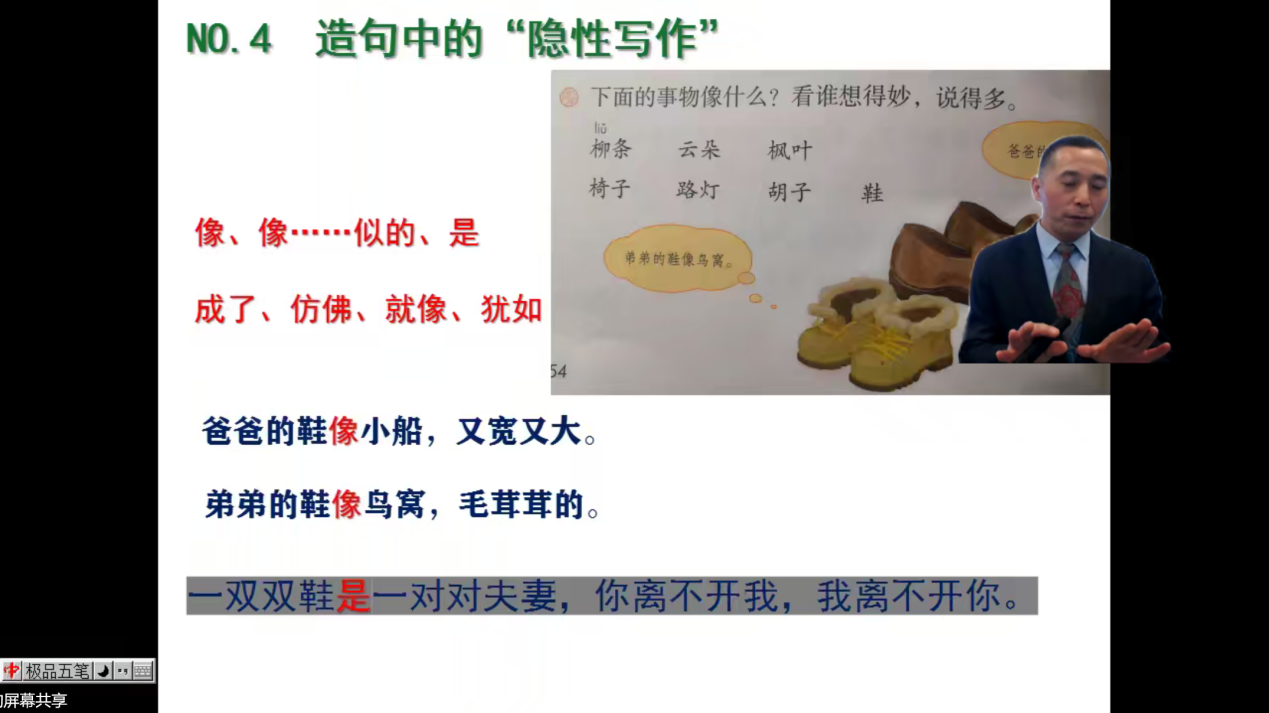 NO.4 造句中的“隐性写作”
下面的事物像什么？看谁想得妙，说得多。
liǔ
柳条 云朵 枫叶
椅子 路灯 胡子 鞋
爸爸的
弟弟的鞋像鸟窝。
54
像、像……似的、是
成了、仿佛、就像、犹如
爸爸的鞋像小船，又宽又大。
弟弟的鞋像鸟窝，毛茸茸的。
一双双鞋是一对对夫妻，你离不开我，我离不开你。
中 极品五笔
屏幕共享